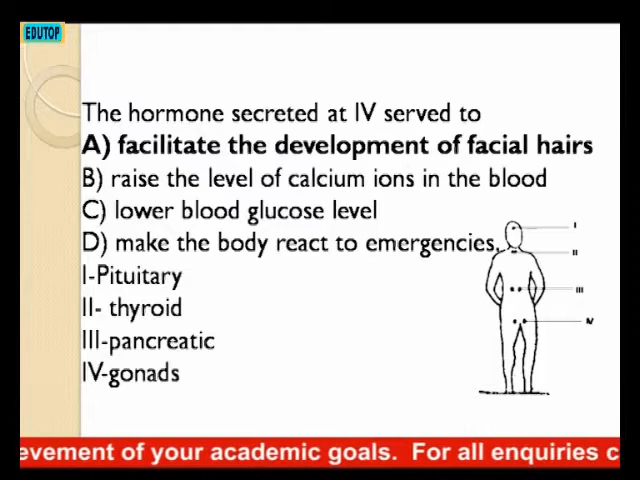 EDUTOP
The hormone secreted at IV served to
A) facilitate the development of facial hairs
B) raise the level of calcium ions in the blood
C) lower blood glucose level
D) make the body react to emergencies.
I-Pituitary
II- thyroid
III-pancreatic
IV-gonads
I
II
III
IV
evement of your academic goals. For all enquiries c